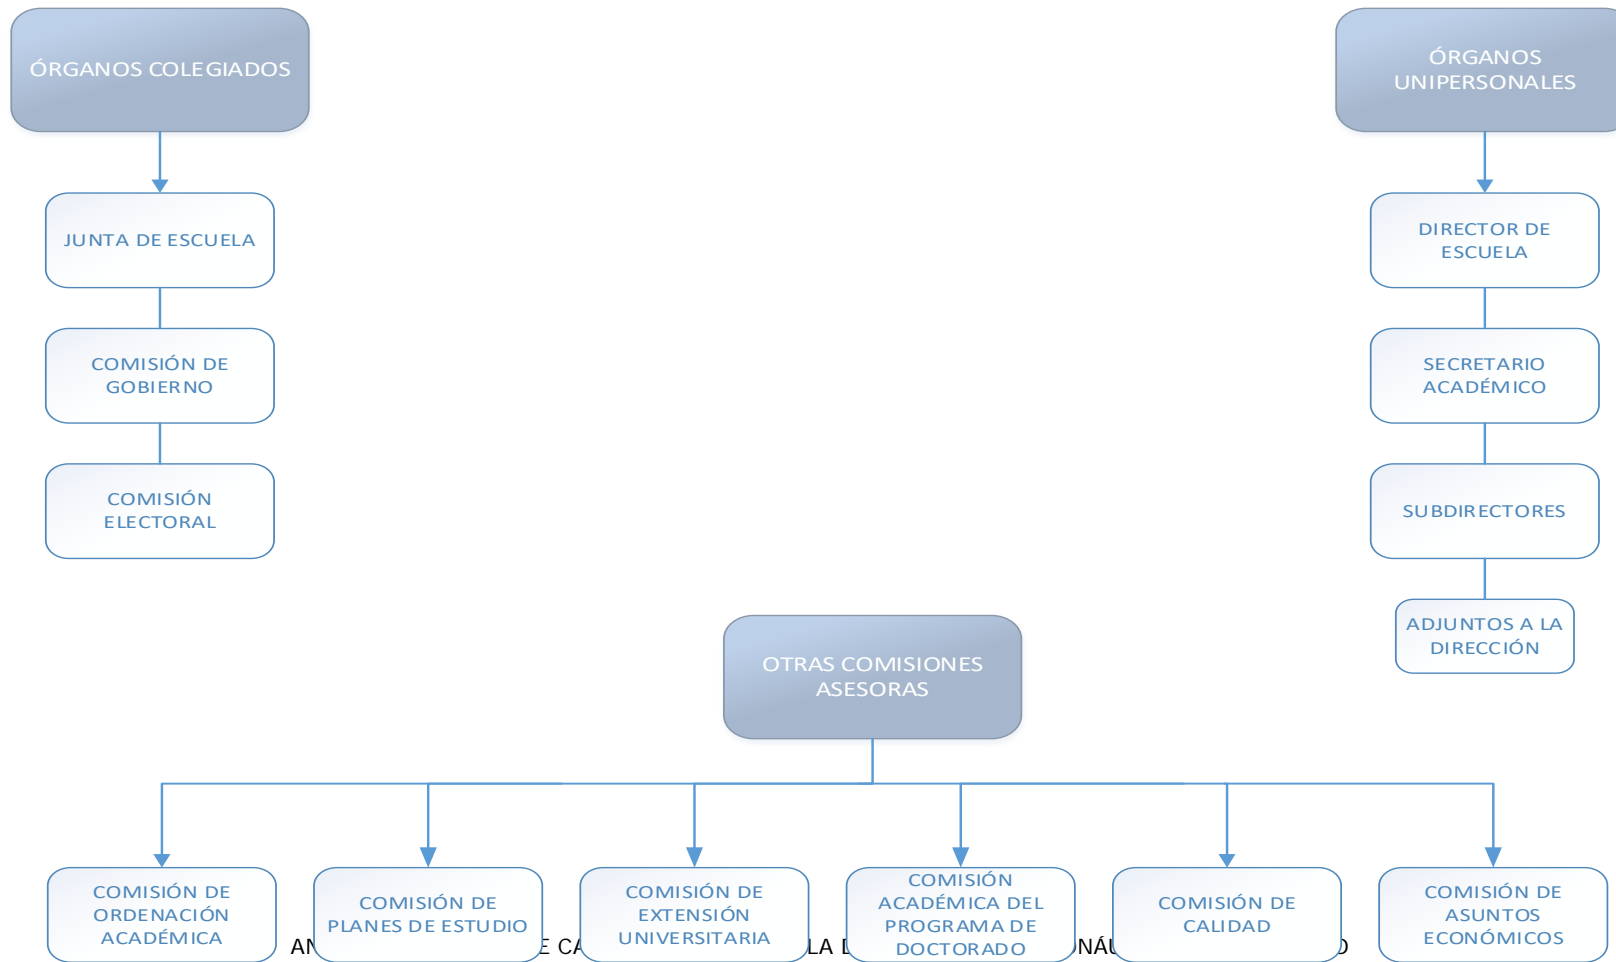 ÓRGANOS COLEGIADOS
ÓRGANOS
UNIPERSONALES
JUNTA DE ESCUELA
DIRECTOR DE
ESCUELA
COMISIÓN DE
GOBIERNO
SECRETARIO
ACADÉMICO
COMISIÓN
ELECTORAL
SUBDIRECTORES
ADJUNTOS A LA
DIRECCIÓN
OTRAS COMISIONES
ASESORAS
COMISIÓN DE
ORDENACIÓN
ACADÉMICA
COMISIÓN DE
PLANES DE ESTUDIO
COMISIÓN DE
EXTENSIÓN
UNIVERSITARIA
COMISIÓN
ACADÉMICA DEL
PROGRAMA DE
DOCTORADO
COMISIÓN DE
CALIDAD
COMISIÓN DE
ASUNTOS
ECONÓMICOS